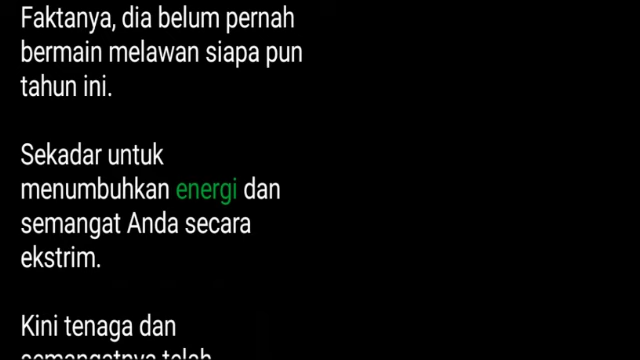 Faktanya, dia belum pernah
bermain melawan siapa pun
tahun ini.
Sekadar untuk
menumbuhkan energi dan
semangat Anda secara
ekstrim.
Kini tenaga dan
semangatnya telah